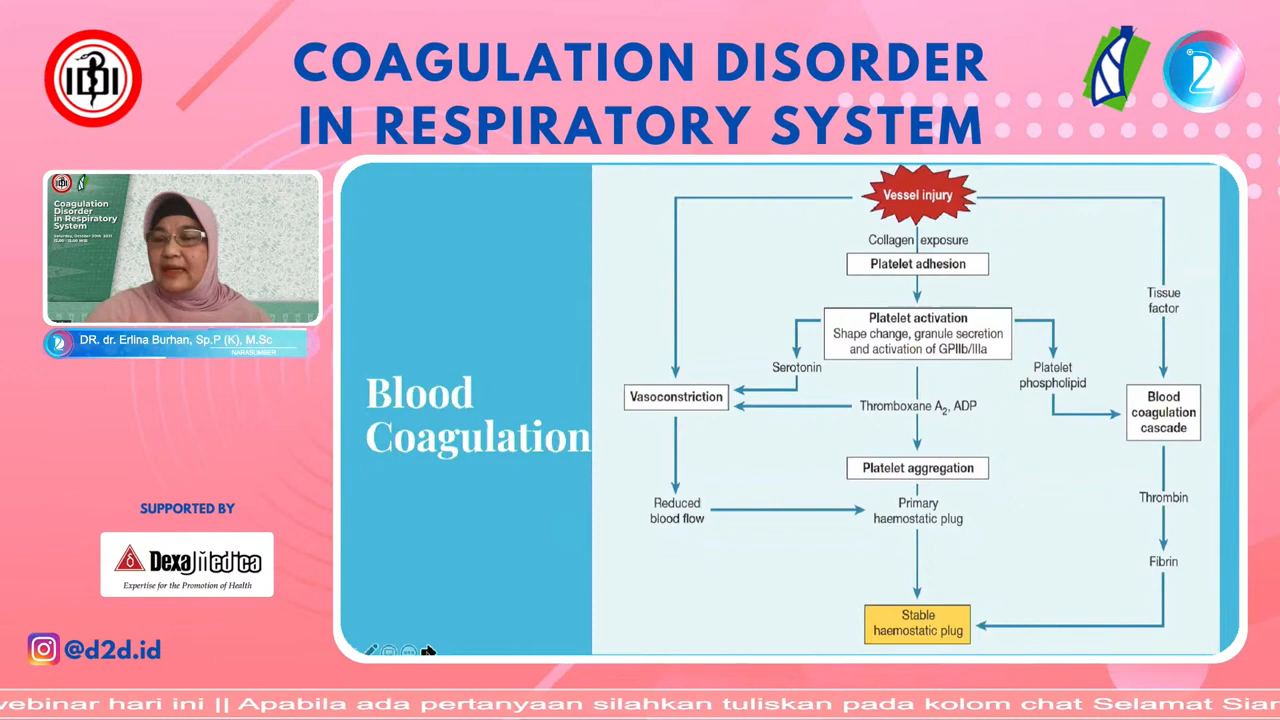 COAGULATION DISORDER
IN RESPIRATORY SYSTEM
IDI
Coagulation
Disorder
in Respiratory
System
DR. dr. Erlina Burhan, Sp.P (K), M.Sc
NARASUMBER
SUPPORTED BY
DexaMedica
Expertise for the Promotion of Health
@d2d.id
Blood
Coagulation
Vessel injury
Collagen exposure
Platelet adhesion
Platelet activation
Shape change, granule secretion
and activation of GPIIb/IIIa
Tissue
factor
Serotonin
Platelet
phospholipid
Vasoconstriction
Thromboxane A2, ADP
Blood
coagulation
cascade
Platelet aggregation
Reduced
blood flow
Primary
haemostatic plug
Thrombin
Fibrin
Stable
haemostatic plug
webinar hari ini || Apabila ada pertanyaan silahkan tuliskan pada kolom chat Selamat Sian